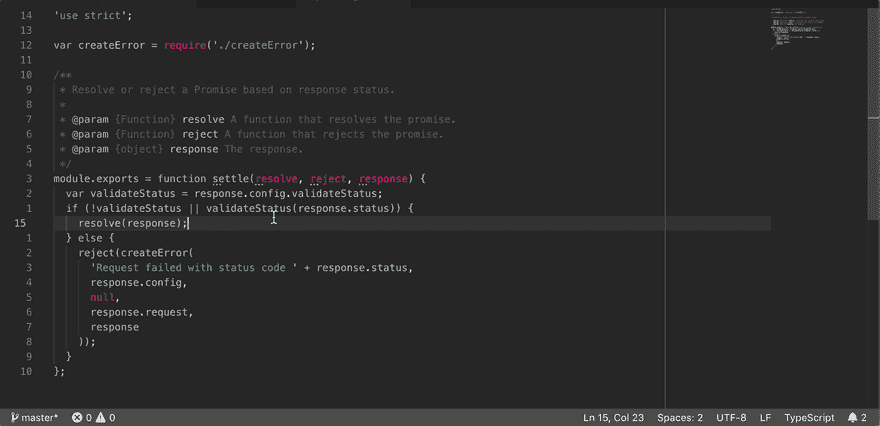 14 'use strict';
13
12 var createError = require('./createError');
11
10 /**
9 * Resolve or reject a Promise based on response status.
8 *
7 * @param {Function} resolve A function that resolves the promise.
6 * @param {Function} reject A function that rejects the promise.
5 * @param {object} response The response.
4 */
3 module.exports = function settle(resolve, reject, response) {
2 var validateStatus = response.config.validateStatus;
1 if (!validateStatus || validateStatus(response.status)) {
15 resolve(response);
1 } else {
2 reject(createError(
3 'Request failed with status code ' + response.status,
4 response.config,
5 null,
6 response.request,
7 response
8 ));
9 }
10 };
master* 0 0 Ln 15, Col 23 Spaces: 2 UTF-8 LF TypeScript 2